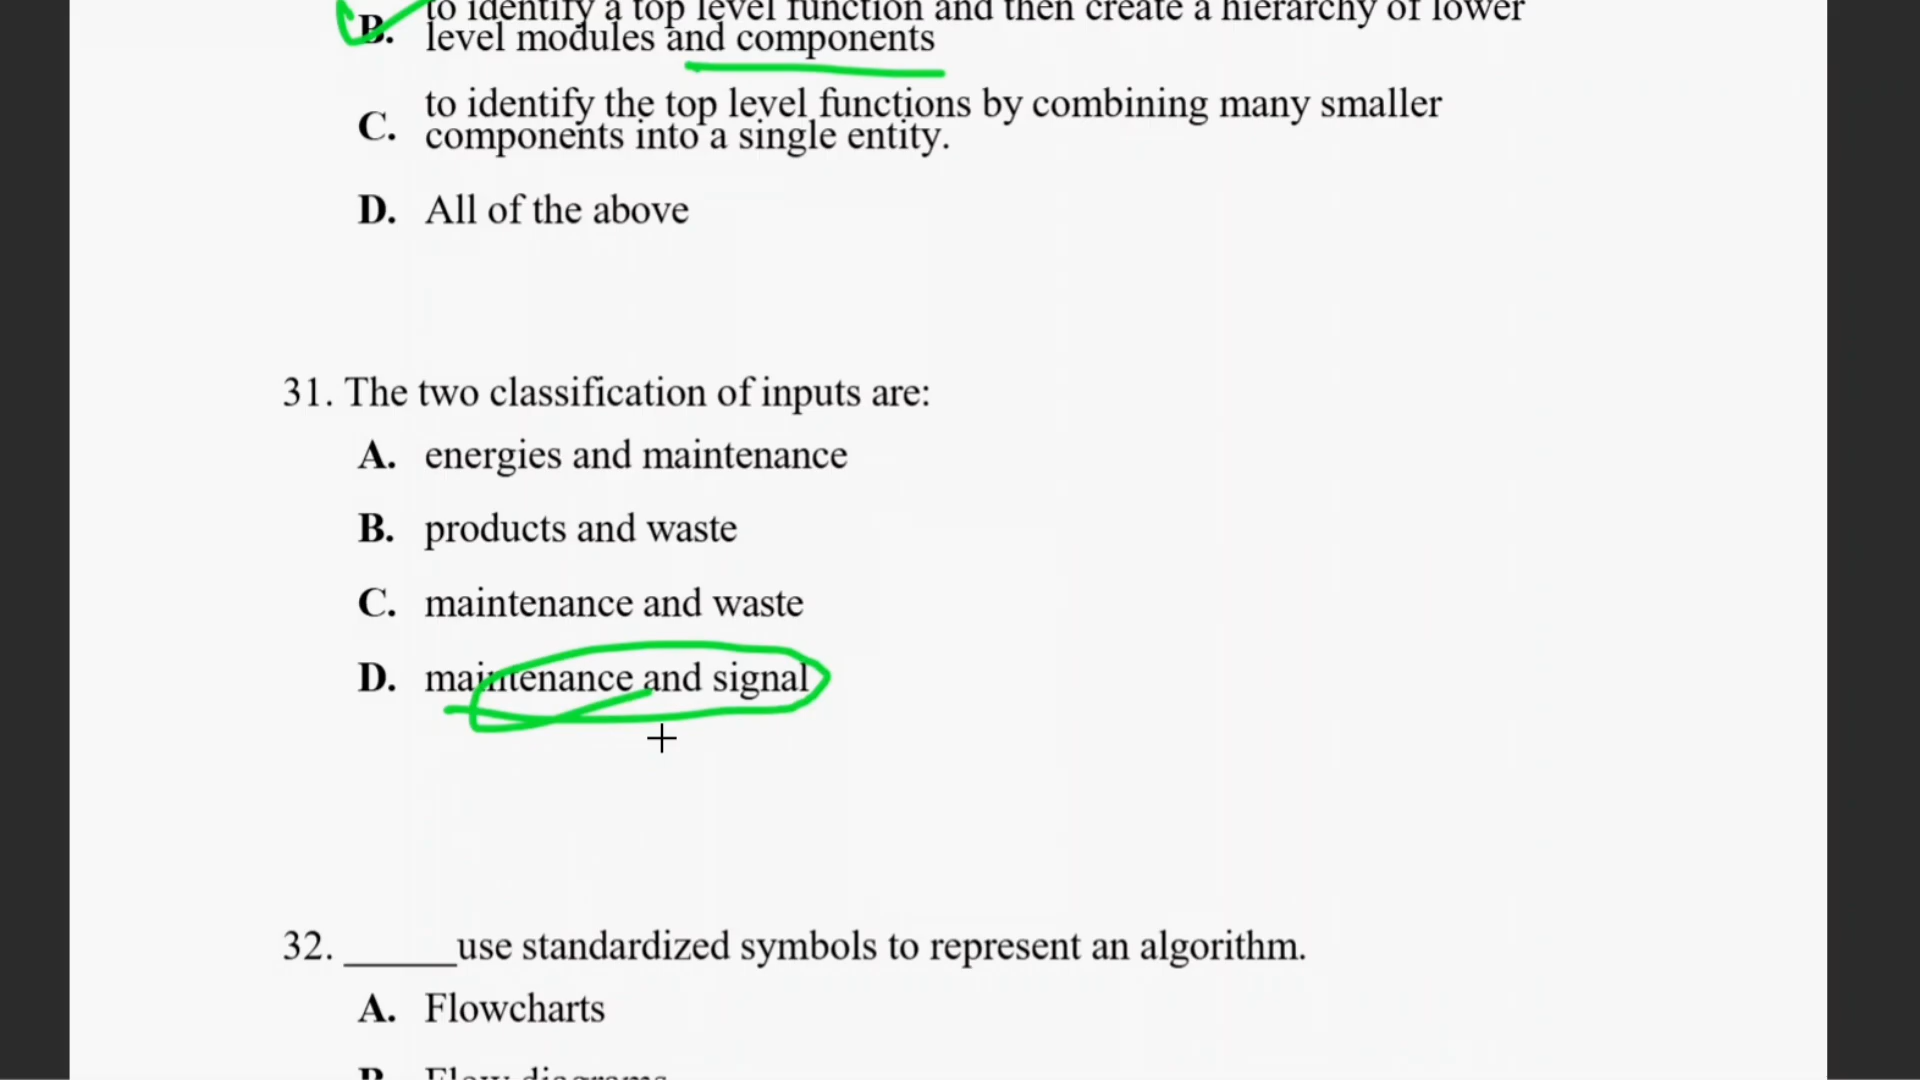 to identify a top level function and then create a hierarchy of lower
B. level modules and components
to identify the top level functions by combining many smaller
C. components into a single entity.
D. All of the above
31. The two classification of inputs are:
A. energies and maintenance
B. products and waste
C. maintenance and waste
D. maintenance and signal
32. ______use standardized symbols to represent an algorithm.
A. Flowcharts
B. Flow diagrams